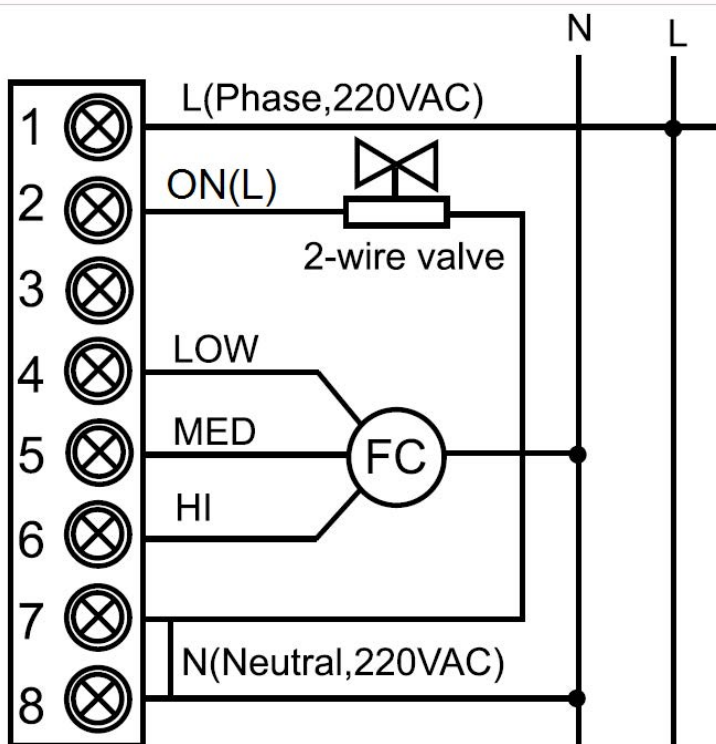 N L
1 L(Phase,220VAC)
2 ON(L)
2-wire valve
3
4 LOW
5 MED FC
6 HI
7
N(Neutral,220VAC)
8